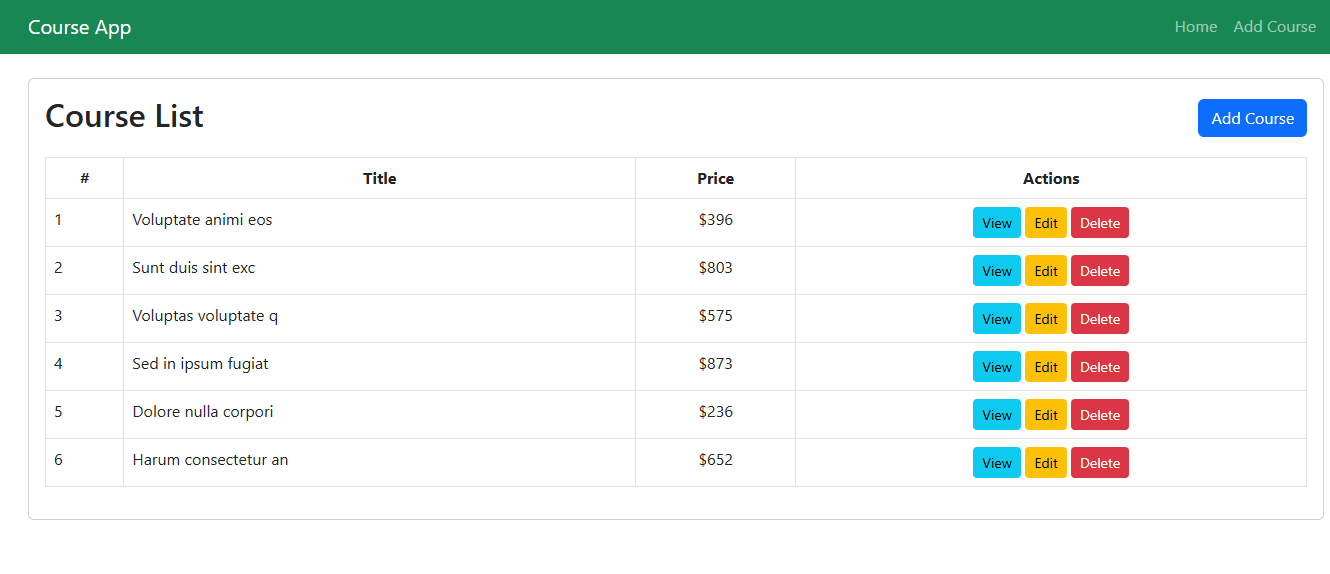 Course App Home Add Course
Course List Add Course
# Title Price Actions
1 Voluptate animi eos $396 View Edit Delete
2 Sunt duis sint exc $803 View Edit Delete
3 Voluptas voluptate q $575 View Edit Delete
4 Sed in ipsum fugiat $873 View Edit Delete
5 Dolore nulla corpori $236 View Edit Delete
6 Harum consectetur an $652 View Edit Delete